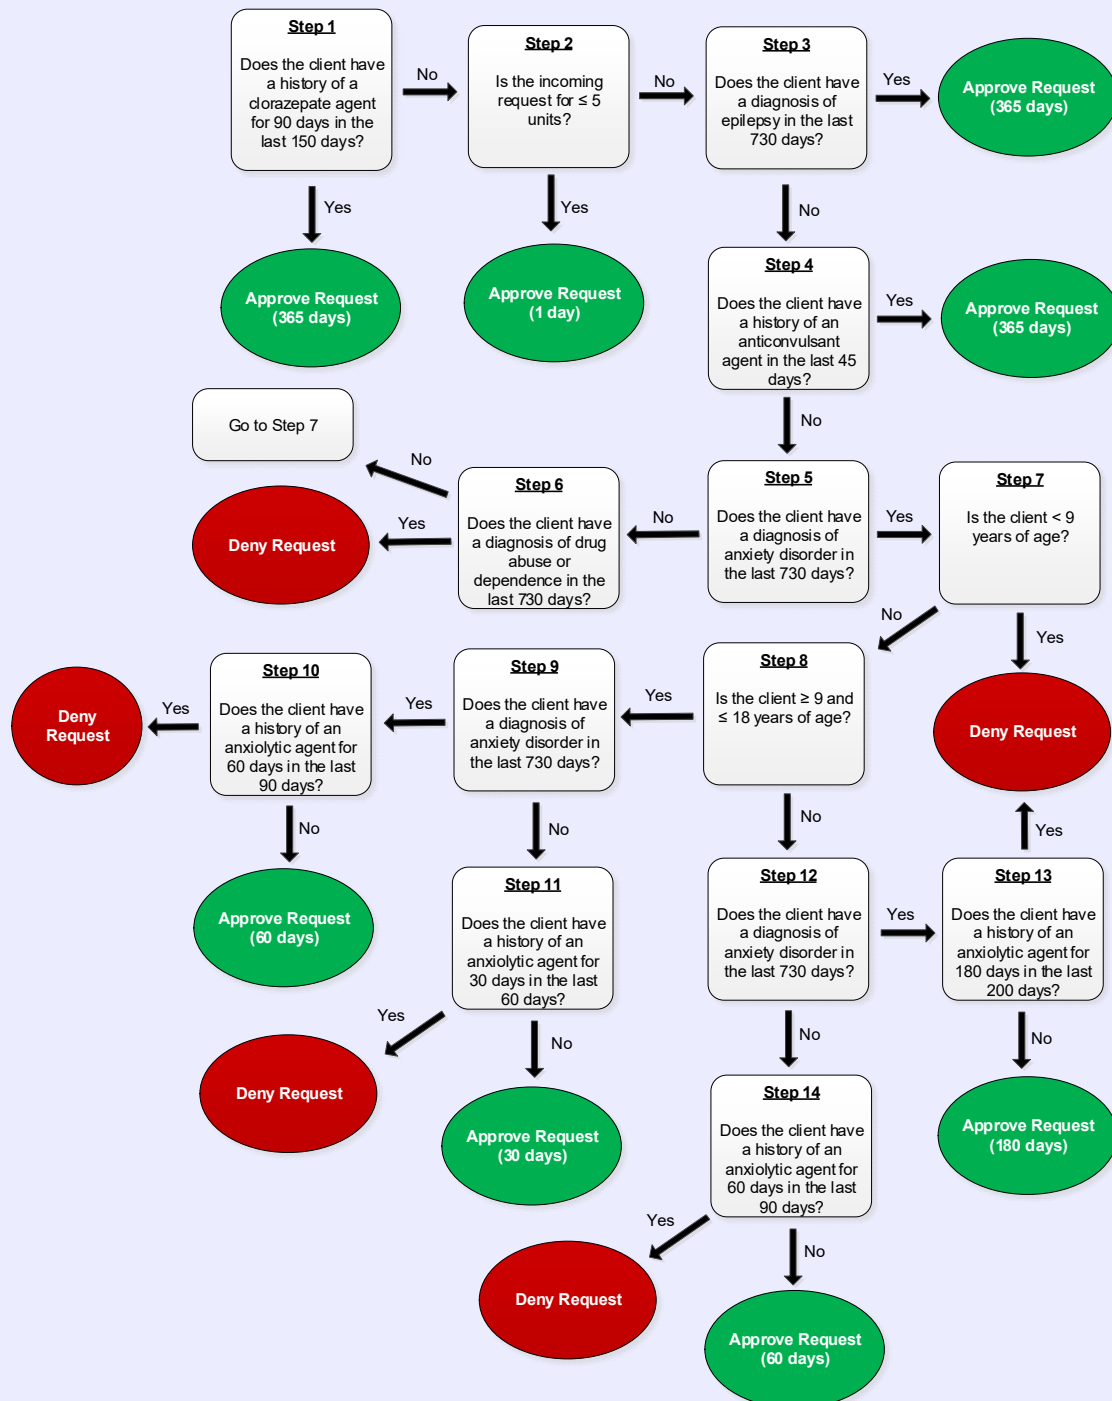 Step 1
Does the client have
a history of a
clorazepate agent
for 90 days in the
last 150 days?
No
Step 2
Is the incoming
request for ≤ 5
units?
No
Step 3
Does the client have
a diagnosis of
epilepsy in the last
730 days?
Yes
Approve Request
(365 days)
Yes
Approve Request
(365 days)
Yes
Approve Request
(1 day)
No
Step 4
Does the client have
a history of an
anticonvulsant
agent in the last 45
days?
Yes
Approve Request
(365 days)
No
Go to Step 7
No
Deny Request
Yes
Step 6
Does the client have
a diagnosis of drug
abuse or
dependence in the
last 730 days?
No
Step 5
Does the client have
a diagnosis of
anxiety disorder in
the last 730 days?
Yes
Step 7
Is the client < 9
years of age?
No
Yes
Deny Request
Deny
Request
Yes
Step 10
Does the client have
a history of an
anxiolytic agent for
60 days in the last
90 days?
Yes
Step 9
Does the client have
a diagnosis of
anxiety disorder in
the last 730 days?
Yes
Step 8
Is the client ≥ 9 and
≤ 18 years of age?
No
Approve Request
(60 days)
No
Step 11
Does the client have
a history of an
anxiolytic agent for
30 days in the last
60 days?
No
Step 12
Does the client have
a diagnosis of
anxiety disorder in
the last 730 days?
Yes
Yes
Step 13
Does the client have
a history of an
anxiolytic agent for
180 days in the last
200 days?
Yes
Deny Request
No
Approve Request
(30 days)
No
Step 14
Does the client have
a history of an
anxiolytic agent for
60 days in the last
90 days?
No
Approve Request
(180 days)
Yes
Deny Request
No
Approve Request
(60 days)